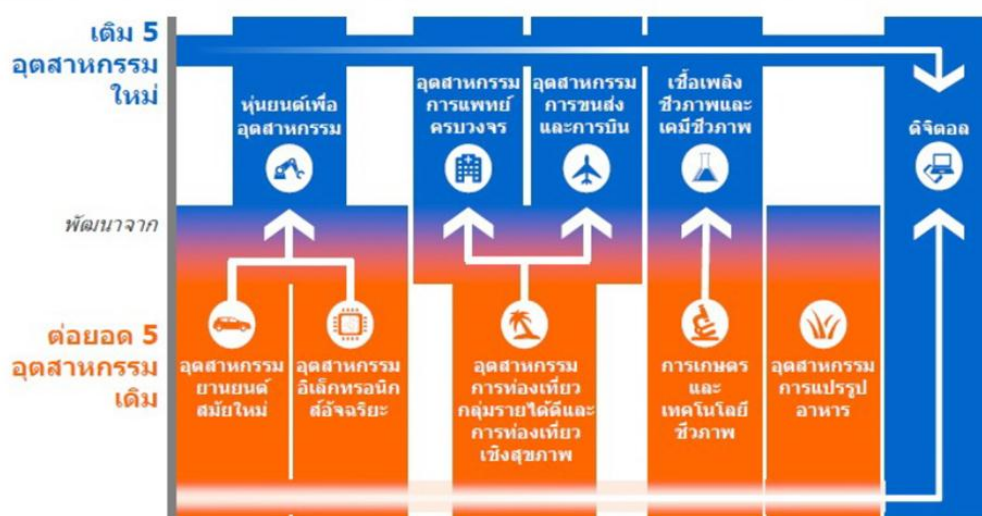 เติม 5
อุตสาหกรรม
ใหม่
หุ่นยนต์เพื่อ
อุตสาหกรรม
อุตสาหกรรม
การแพทย์
ครบวงจร
อุตสาหกรรม
การขนส่ง
และการบิน
เชื้อเพลิง
ชีวภาพและ
เคมีชีวภาพ
ดิจิตอล
พัฒนาจาก
ต่อยอด 5
อุตสาหกรรม
เดิม
อุตสาหกรรม
ยานยนต์
สมัยใหม่
อุตสาหกรรม
อิเล็กทรอนิก
ส์อัจฉริยะ
อุตสาหกรรม
การท่องเที่ยว
กลุ่มรายได้ดีและ
การท่องเที่ยว
เชิงสุขภาพ
การเกษตร
และ
เทคโนโลยี
ชีวภาพ
อุตสาหกรรม
การแปรรูป
อาหาร